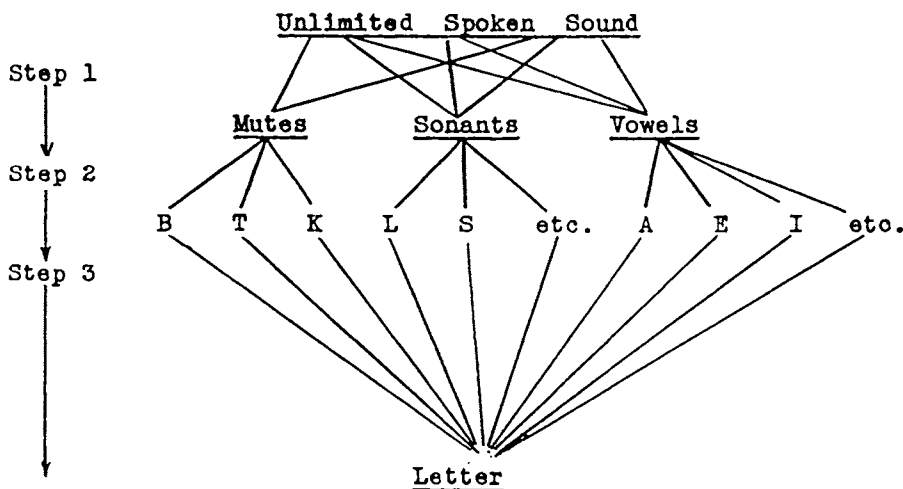 Unlimited Spoken Sound
Step 1
Mutes Sonants Vowels
Step 2
B T K L S etc. A E I etc.
Step 3
Letter